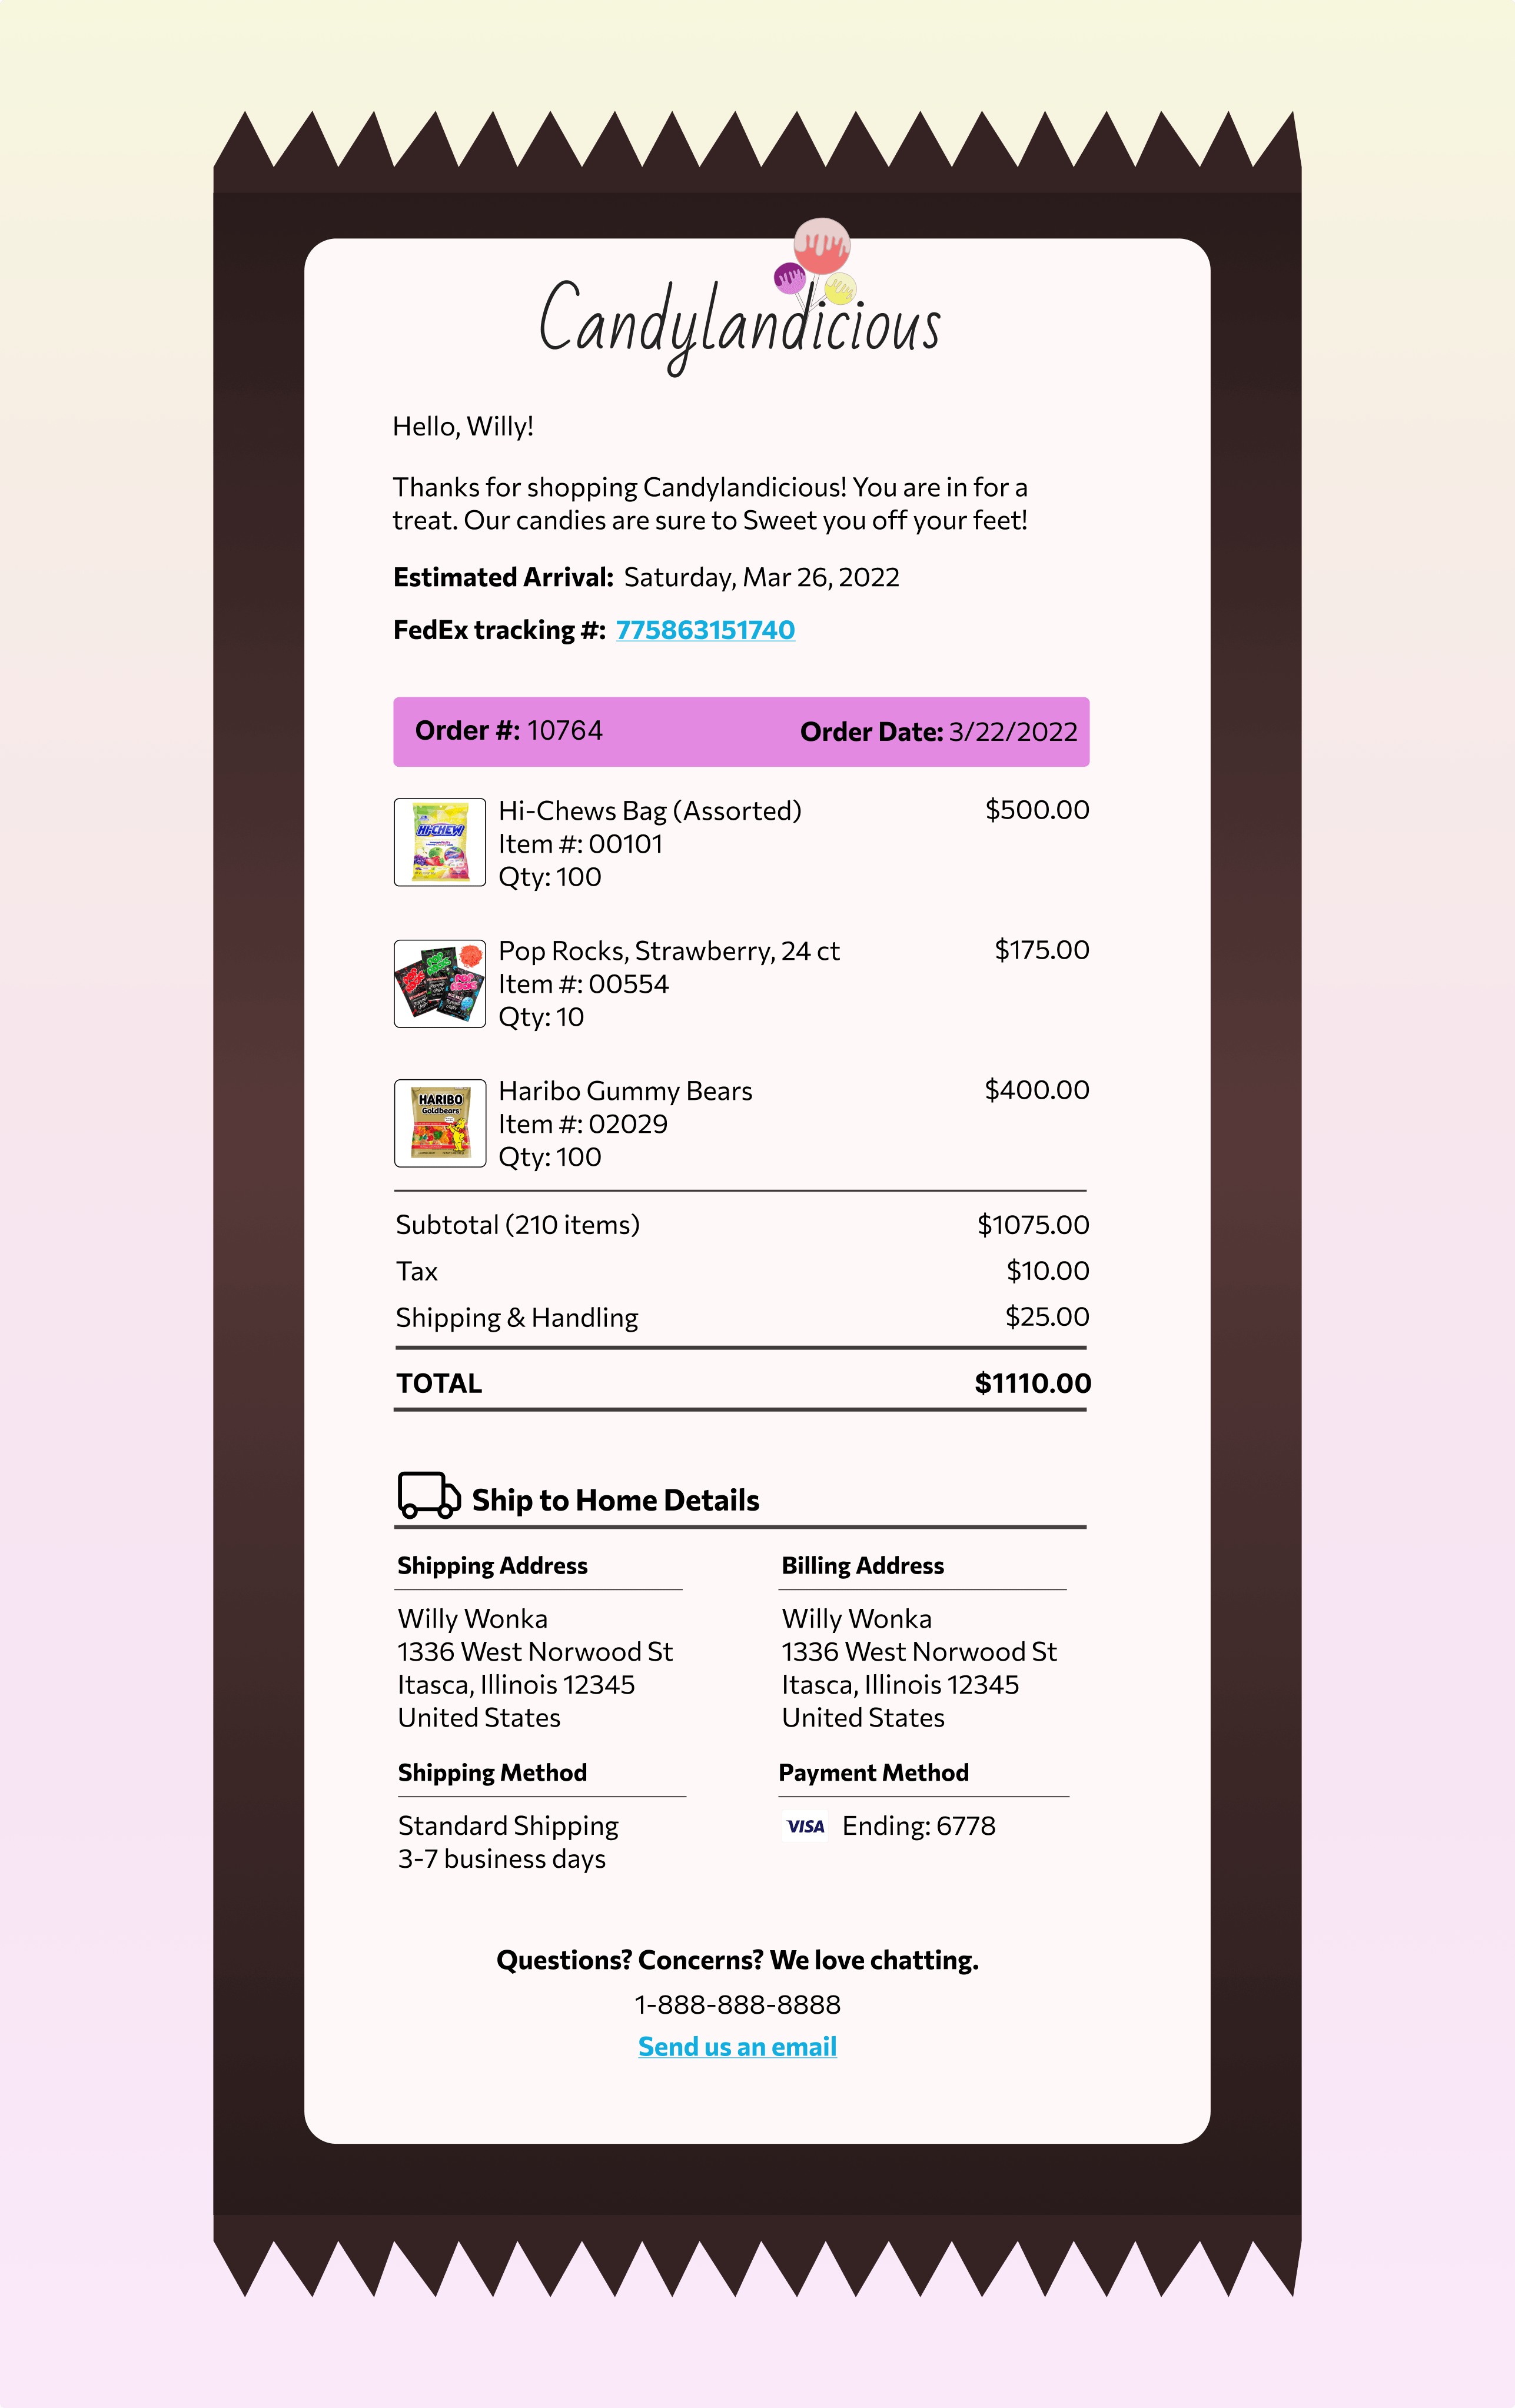 Candylandicious
Hello, Willy!
Thanks for shopping Candylandicious! You are in for a
treat. Our candies are sure to Sweet you off your feet!
Estimated Arrival: Saturday, Mar 26, 2022
FedEx tracking #: 775863151740
Order #: 10764 Order Date: 3/22/2022
HI-CHEW
Hi-Chews Bag (Assorted) $500.00
Item #: 00101
Qty: 100
Pop Rocks, Strawberry, 24 ct $175.00
Item #: 00554
Qty: 10
HARIBO
Goldbears
Haribo Gummy Bears $400.00
Item #: 02029
Qty: 100
Subtotal (210 items) $1075.00
Tax $10.00
Shipping & Handling $25.00
TOTAL $1110.00
Ship to Home Details
Shipping Address
Willy Wonka
1336 West Norwood St
Itasca, Illinois 12345
United States
Billing Address
Willy Wonka
1336 West Norwood St
Itasca, Illinois 12345
United States
Shipping Method
Standard Shipping
3-7 business days
Payment Method
VISA Ending: 6778
Questions? Concerns? We love chatting.
1-888-888-8888
Send us an email